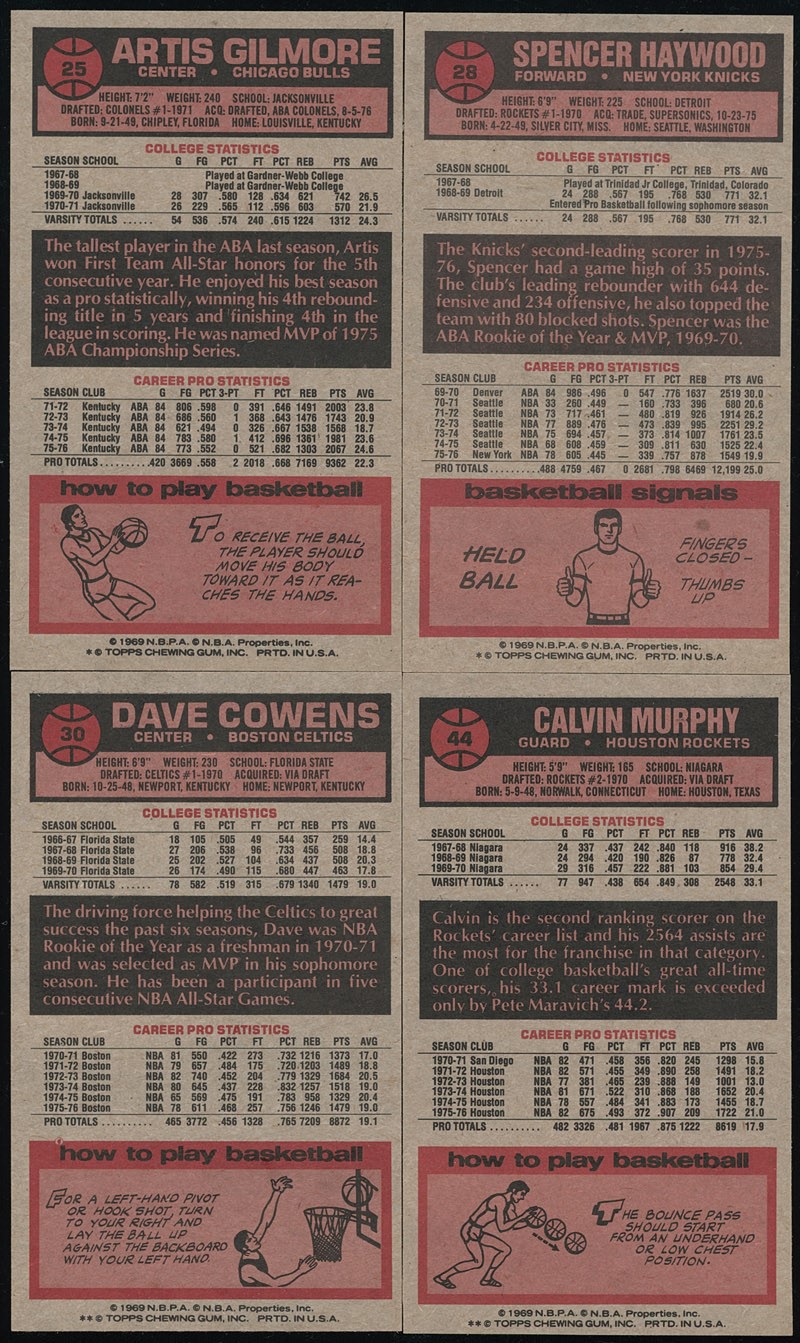 25
ARTIS GILMORE
CENTER • CHICAGO BULLS
HEIGHT: 7'2" WEIGHT: 240 SCHOOL: JACKSONVILLE
DRAFTED: COLONELS #1-1971 ACQ: DRAFTED, ABA COLONELS, 8-5-76
BORN: 9-21-49, CHIPLEY, FLORIDA HOME: LOUISVILLE, KENTUCKY
COLLEGE STATISTICS
SEASON SCHOOL G FG PCT FT PCT REB PTS AVG
1967-68 Played at Gardner-Webb College
1968-69 Played at Gardner-Webb College
1969-70 Jacksonville 28 307 .580 128 .634 621 742 26.5
1970-71 Jacksonville 26 229 .565 112 .596 603 570 21.9
VARSITY TOTALS ...... 54 536 .574 240 .615 1224 1312 24.3
The tallest player in the ABA last season, Artis
won First Team All-Star honors for the 5th
consecutive year. He enjoyed his best season
as a pro statistically, winning his 4th rebound-
ing title in 5 years and finishing 4th in the
league in scoring. He was named MVP of 1975
ABA Championship Series.
CAREER PRO STATISTICS
SEASON CLUB G FG PCT 3-PT FT PCT REB PTS AVG
71-72 Kentucky ABA 84 806 .598 0 391 .646 1491 2003 23.8
72-73 Kentucky ABA 84 686 .560 1 368 .643 1476 1743 20.9
73-74 Kentucky ABA 84 621 .494 0 326 .667 1538 1568 18.7
74-75 Kentucky ABA 84 783 .580 1 412 .696 1361 1981 23.6
75-76 Kentucky ABA 84 773 .552 0 521 .682 1303 2067 24.6
PRO TOTALS..........420 3669 .558 2 2018 .668 7169 9362 22.3
how to play basketball
TO RECEIVE THE BALL,
THE PLAYER SHOULD
MOVE HIS BODY
TOWARD IT AS IT REA-
CHES THE HANDS.
© 1969 N.B.P.A. © N.B.A. Properties, Inc.
* © TOPPS CHEWING GUM, INC. PRTD. IN U.S.A.
28
SPENCER HAYWOOD
FORWARD • NEW YORK KNICKS
HEIGHT: 6'9" WEIGHT: 225 SCHOOL: DETROIT
DRAFTED: ROCKETS #1-1970 ACQ: TRADE, SUPERSONICS, 10-23-75
BORN: 4-22-49, SILVER CITY, MISS. HOME: SEATTLE, WASHINGTON
COLLEGE STATISTICS
SEASON SCHOOL G FG PCT FT PCT REB PTS AVG
1967-68 Played at Trinidad Jr College, Trinidad, Colorado
1968-69 Detroit 24 288 .567 195 .768 530 771 32.1
Entered Pro Basketball following sophomore season
VARSITY TOTALS ...... 24 288 .567 195 .768 530 771 32.1
The Knicks' second-leading scorer in 1975-
76, Spencer had a game high of 35 points.
The club's leading rebounder with 644 de-
fensive and 234 offensive, he also topped the
team with 80 blocked shots. Spencer was the
ABA Rookie of the Year & MVP, 1969-70.
CAREER PRO STATISTICS
SEASON CLUB G FG PCT 3-PT FT PCT REB PTS AVG
69-70 Denver ABA 84 986 .496 0 547 .776 1637 2519 30.0
70-71 Seattle NBA 33 260 .449 — 160 .733 396 680 20.6
71-72 Seattle NBA 73 717 .461 — 480 .819 926 1914 26.2
72-73 Seattle NBA 77 889 .476 — 473 .839 995 2251 29.2
73-74 Seattle NBA 75 694 .457 — 373 .814 1007 1761 23.5
74-75 Seattle NBA 68 608 .459 — 309 .811 630 1525 22.4
75-76 New York NBA 78 605 .445 — 339 .757 878 1549 19.9
PRO TOTALS..........488 4759 .467 0 2681 .798 6469 12,199 25.0
basketball signals
HELD
BALL
FINGERS
CLOSED –
THUMBS
UP
© 1969 N.B.P.A. © N.B.A. Properties, Inc.
* © TOPPS CHEWING GUM, INC. PRTD. IN U.S.A.
30
DAVE COWENS
CENTER • BOSTON CELTICS
HEIGHT: 6'9" WEIGHT: 230 SCHOOL: FLORIDA STATE
DRAFTED: CELTICS #1-1970 ACQUIRED: VIA DRAFT
BORN: 10-25-48, NEWPORT, KENTUCKY HOME: NEWPORT, KENTUCKY
COLLEGE STATISTICS
SEASON SCHOOL G FG PCT FT PCT REB PTS AVG
1966-67 Florida State 18 105 .505 49 .544 357 259 14.4
1967-68 Florida State 27 206 .538 96 .733 456 508 18.8
1968-69 Florida State 25 202 .527 104 .634 437 508 20.3
1969-70 Florida State 26 174 .490 115 .680 447 463 17.8
VARSITY TOTALS ...... 78 582 .519 315 .679 1340 1479 19.0
The driving force helping the Celtics to great
success the past six seasons, Dave was NBA
Rookie of the Year as a freshman in 1970-71
and was selected as MVP in his sophomore
season. He has been a participant in five
consecutive NBA All-Star Games.
CAREER PRO STATISTICS
SEASON CLUB G FG PCT FT PCT REB PTS AVG
1970-71 Boston NBA 81 550 .422 273 .732 1216 1373 17.0
1971-72 Boston NBA 79 657 .484 175 .720 1203 1489 18.8
1972-73 Boston NBA 82 740 .452 204 .779 1329 1684 20.5
1973-74 Boston NBA 80 645 .437 228 .832 1257 1518 19.0
1974-75 Boston NBA 65 569 .475 191 .783 958 1329 20.4
1975-76 Boston NBA 78 611 .468 257 .756 1246 1479 19.0
PRO TOTALS .......... 465 3772 .456 1328 .765 7209 8872 19.1
how to play basketball
FOR A LEFT-HAND PIVOT
OR HOOK SHOT, TURN
TO YOUR RIGHT AND
LAY THE BALL UP
AGAINST THE BACKBOARD
WITH YOUR LEFT HAND.
© 1969 N.B.P.A. © N.B.A. Properties, Inc.
** © TOPPS CHEWING GUM, INC. PRTD. IN U.S.A.
44
CALVIN MURPHY
GUARD • HOUSTON ROCKETS
HEIGHT: 5'9" WEIGHT: 165 SCHOOL: NIAGARA
DRAFTED: ROCKETS #2-1970 ACQUIRED: VIA DRAFT
BORN: 5-9-48, NORWALK, CONNECTICUT HOME: HOUSTON, TEXAS
COLLEGE STATISTICS
SEASON SCHOOL G FG PCT FT PCT REB PTS AVG
1967-68 Niagara 24 337 .437 242 .840 118 916 38.2
1968-69 Niagara 24 294 .420 190 .826 87 778 32.4
1969-70 Niagara 29 316 .457 222 .881 103 854 29.4
VARSITY TOTALS ...... 77 947 .438 654 .849 308 2548 33.1
Calvin is the second ranking scorer on the
Rockets' career list and his 2564 assists are
the most for the franchise in that category.
One of college basketball's great all-time
scorers, his 33.1 career mark is exceeded
only by Pete Maravich's 44.2.
CAREER PRO STATISTICS
SEASON CLUB G FG PCT FT PCT REB PTS AVG
1970-71 San Diego NBA 82 471 .458 356 .820 245 1298 15.8
1971-72 Houston NBA 82 571 .455 349 .890 258 1491 18.2
1972-73 Houston NBA 77 381 .465 239 .888 149 1001 13.0
1973-74 Houston NBA 81 671 .522 310 .868 188 1652 20.4
1974-75 Houston NBA 78 557 .484 341 .883 173 1455 18.7
1975-76 Houston NBA 82 675 .493 372 .907 209 1722 21.0
PRO TOTALS .......... 482 3326 .481 1967 .875 1222 8619 17.9
how to play basketball
THE BOUNCE PASS
SHOULD START
FROM AN UNDERHAND
OR LOW CHEST
POSITION.
© 1969 N.B.P.A. © N.B.A. Properties, Inc.
** © TOPPS CHEWING GUM, INC. PRTD. IN U.S.A.